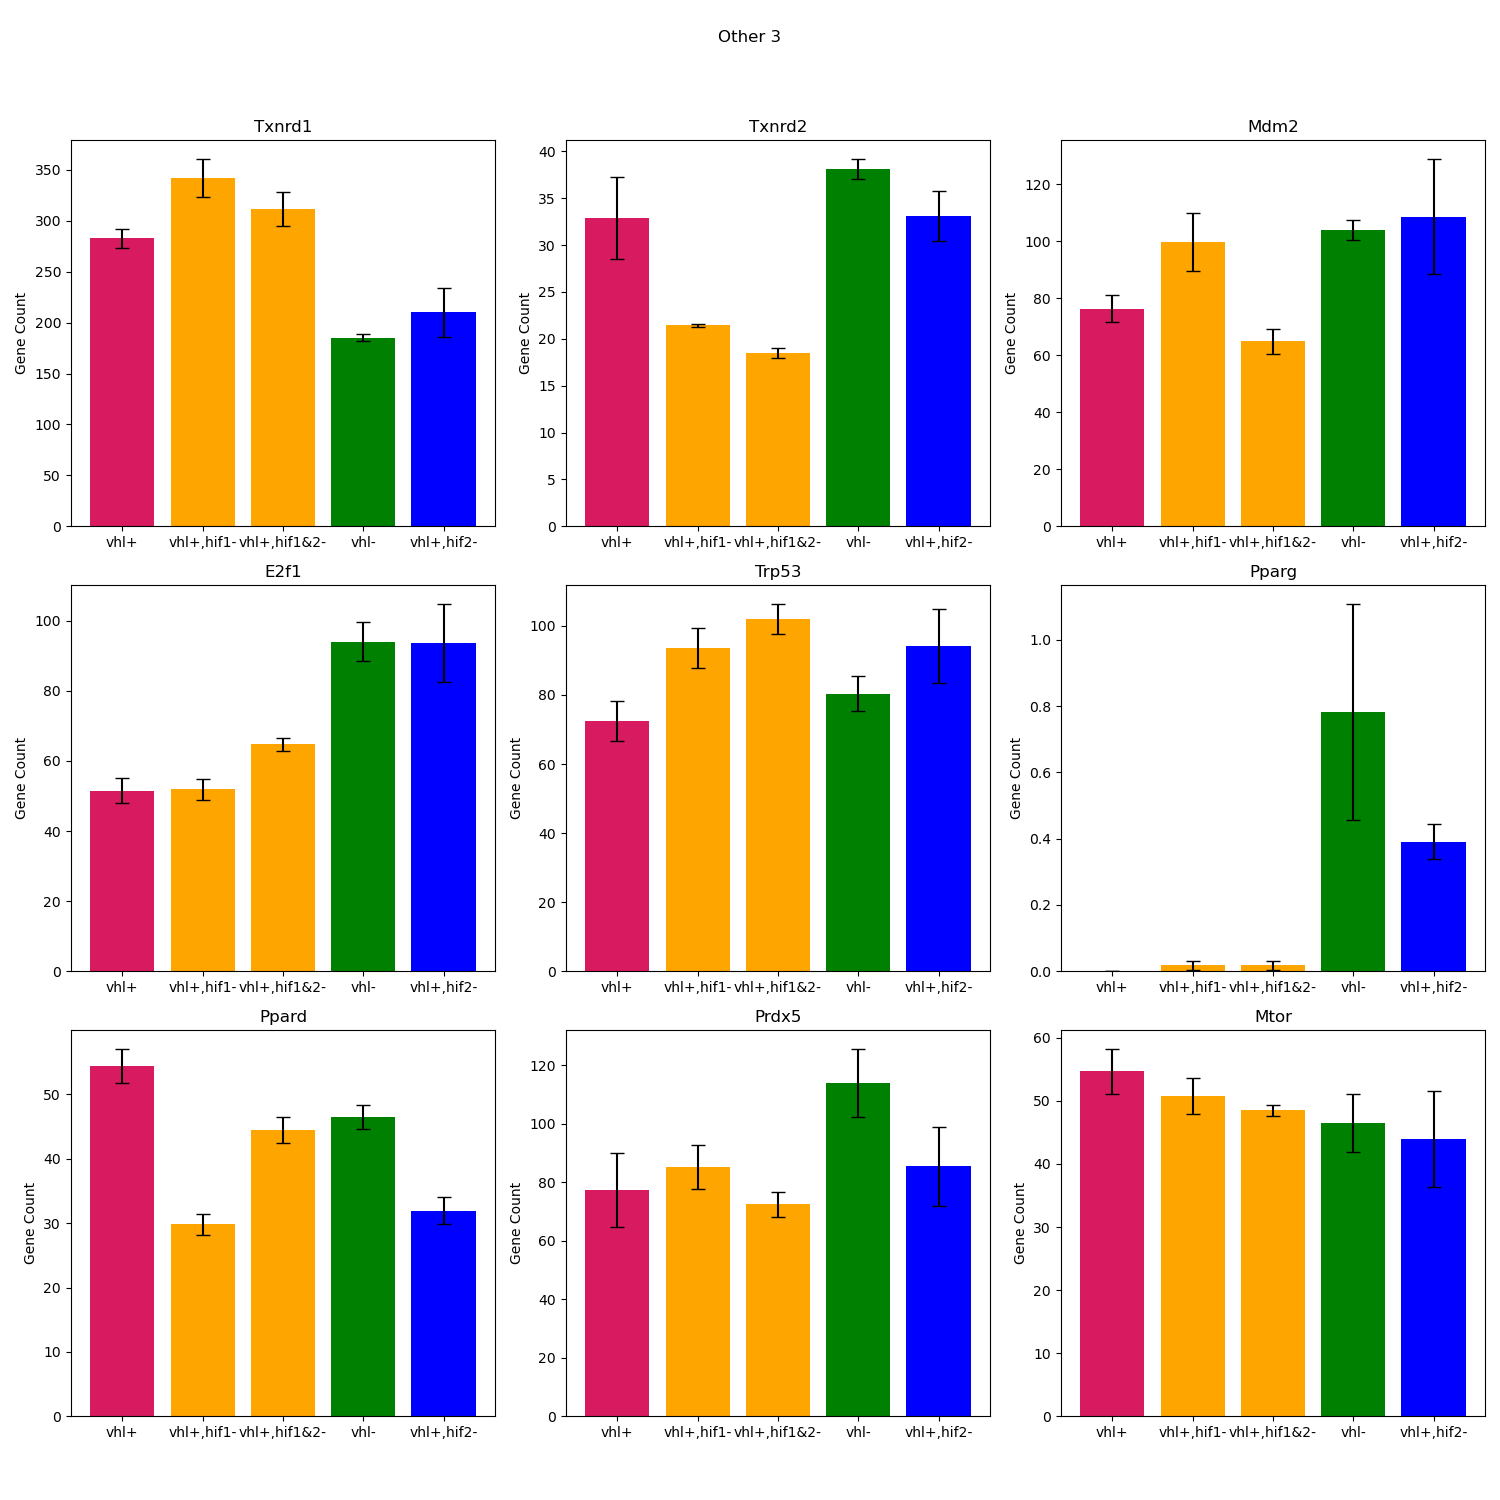 Other 3
Txnrd1
Gene Count
350
300
250
200
150
100
50
0
vhl+ vhl+,hif1- vhl+,hif1&2- vhl- vhl+,hif2-
Txnrd2
Gene Count
40
35
30
25
20
15
10
5
0
vhl+ vhl+,hif1- vhl+,hif1&2- vhl- vhl+,hif2-
Mdm2
Gene Count
120
100
80
60
40
20
0
vhl+ vhl+,hif1- vhl+,hif1&2- vhl- vhl+,hif2-
E2f1
Gene Count
100
80
60
40
20
0
vhl+ vhl+,hif1- vhl+,hif1&2- vhl- vhl+,hif2-
Trp53
Gene Count
100
80
60
40
20
0
vhl+ vhl+,hif1- vhl+,hif1&2- vhl- vhl+,hif2-
Pparg
Gene Count
1.0
0.8
0.6
0.4
0.2
0.0
vhl+ vhl+,hif1- vhl+,hif1&2- vhl- vhl+,hif2-
Ppard
Gene Count
50
40
30
20
10
0
vhl+ vhl+,hif1- vhl+,hif1&2- vhl- vhl+,hif2-
Prdx5
Gene Count
120
100
80
60
40
20
0
vhl+ vhl+,hif1- vhl+,hif1&2- vhl- vhl+,hif2-
Mtor
Gene Count
60
50
40
30
20
10
0
vhl+ vhl+,hif1- vhl+,hif1&2- vhl- vhl+,hif2-